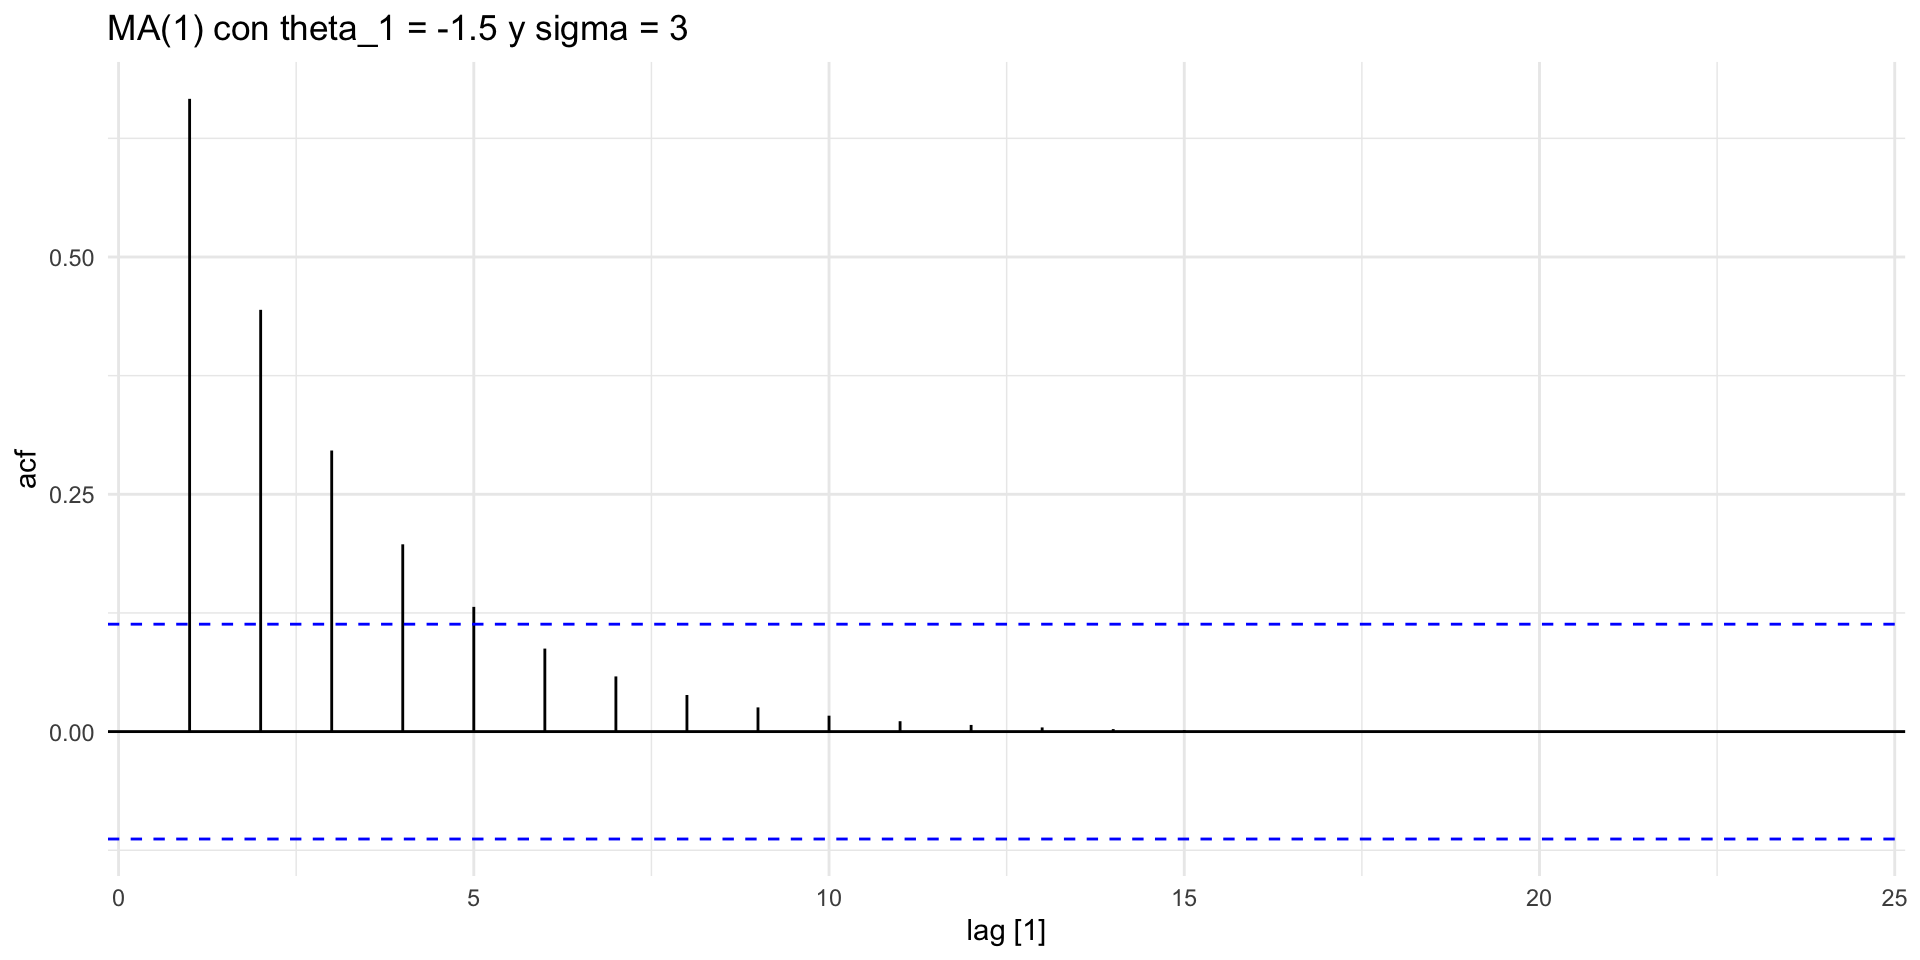 MA(1) con theta_1 = -1.5 y sigma = 3
acf
0.50
0.25
0.00
0 5 10 15 20 25
lag [1]